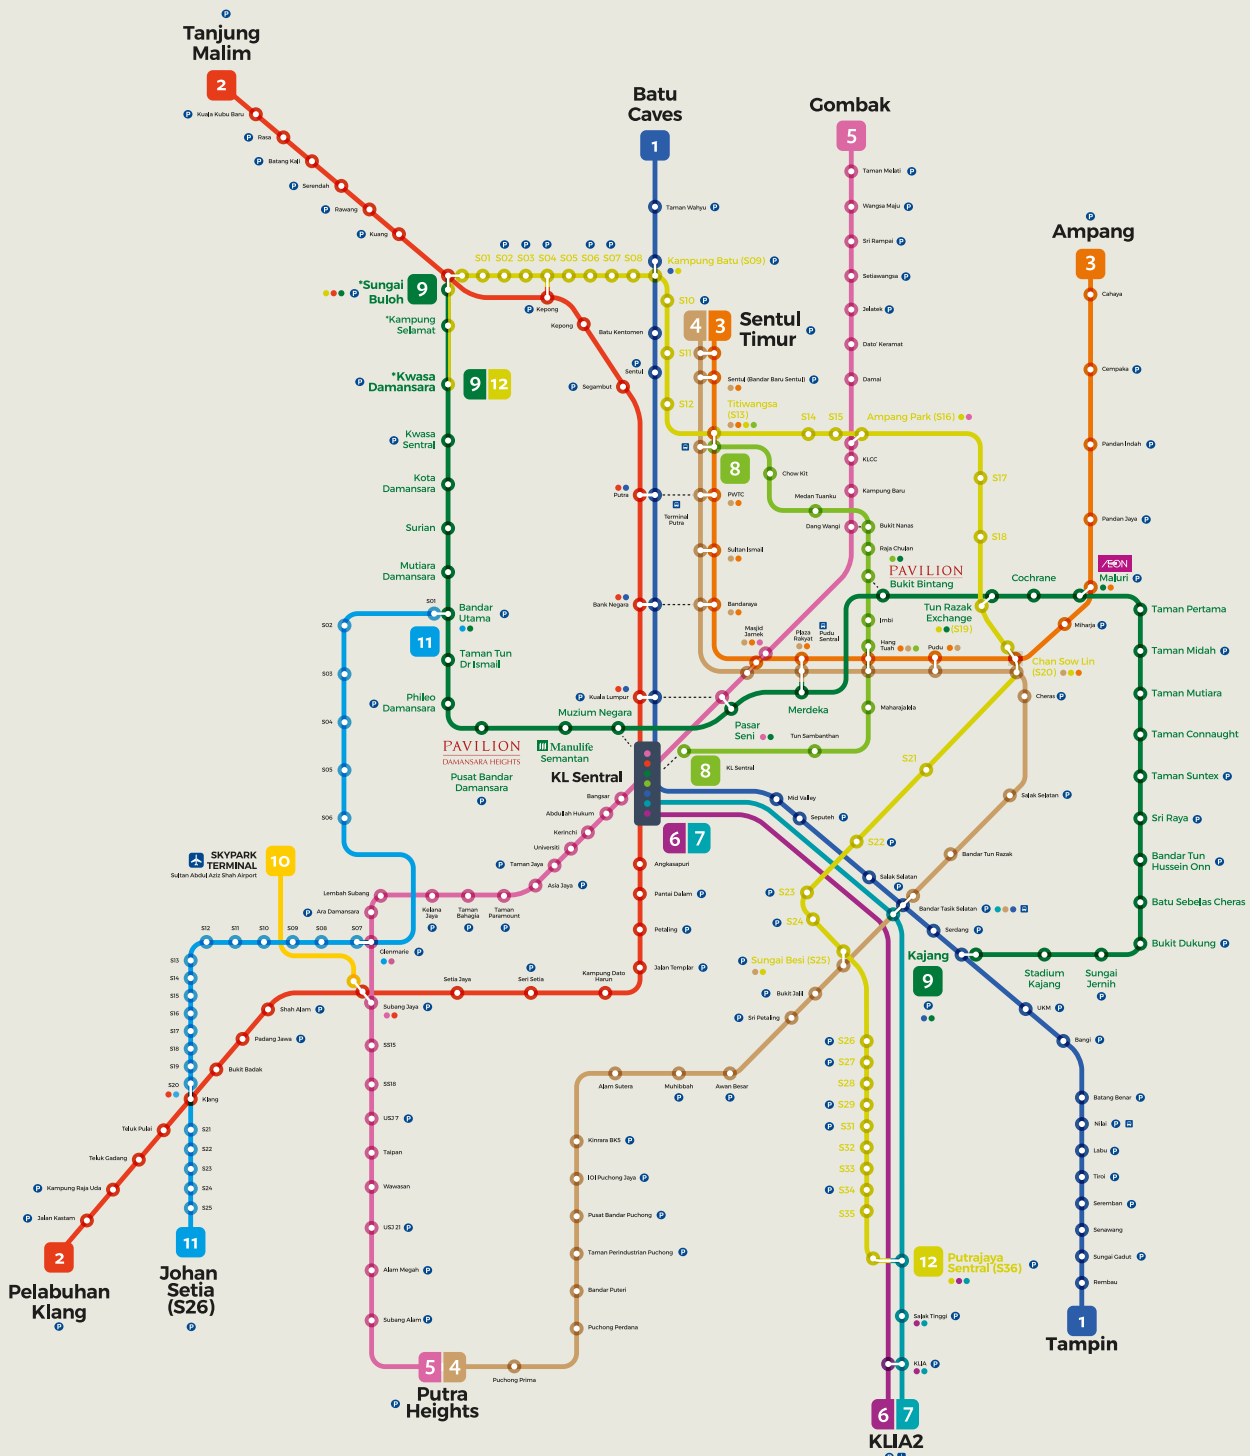 Tanjung
Malim
2
P
Kuala Kubu Baru
Rasa
Batang Kali
Serendah
Rawang
Kuang
Batu
Caves
1
Taman Wahyu
Kampung Batu (S09)
Batu Kentomen
Sentul
Gombak
5
Taman Melati
Wangsa Maju
Sri Rampai
Setiawangsa
Jelatek
Dato' Keramat
Damai
Ampang Park (S16)
KLCC
Kampung Baru
Dang Wangi
Ampang
3
Cahaya
Cempaka
Pandan Indah
Pandan Jaya
ÆON
Maluri
Miharja
*Sungai
Buloh
9
*Kampung
Selamat
*Kwasa
Damansara
9 12
Kwasa
Sentral
Kota
Damansara
Surian
Mutiara
Damansara
Bandar
Utama
Taman Tun
Dr Ismail
Phileo
Damansara
S01
S02
S03
S04
S05
S06
S07
S08
Kepong
Kepong
Segambut
S10
S11
S12
4 3
Sentul
Timur
Sentul (Bandar Baru Sentul)
Titiwangsa
(S13)
8
S14
S15
S17
S18
Chow Kit
Medan Tuanku
Bukit Nanas
Raja Chulan
PAVILION
Bukit Bintang
Imbi
Hang
Tuah
Maharajalela
Tun Sambanthan
KL Sentral
8
Putra
Terminal
Putra
PWTC
Sultan Ismail
Bank Negara
Bandaraya
Masjid
Jamek
Plaza
Rakyat
Pudu
Sentral
Pudu
Kuala Lumpur
Cochrane
Tun Razak
Exchange
(S19)
Chan Sow Lin
(S20)
Cheras
Merdeka
Pasar
Seni
Muzium Negara
PAVILION
DAMANSARA HEIGHTS
Pusat Bandar
Damansara
Manulife
Semantan
KL Sentral
6 7
11
S01
S02
S03
S04
S05
S06
Taman Pertama
Taman Midah
Taman Mutiara
Taman Connaught
Taman Suntex
Sri Raya
Bandar Tun
Hussein Onn
Batu Sebelas Cheras
Bukit Dukung
Sungai
Jernih
Stadium
Kajang
Kajang
9
S21
S22
S23
S24
Sungai Besi (S25)
Salak Selatan
Bandar Tun Razak
Bukit Jalil
Sri Petaling
Mid Valley
Seputeh
Salak Selatan
Bandar Tasik Selatan
Serdang
UKM
Bangi
Batang Benar
Nilai
Labu
Tiroi
Seremban
Senawang
Sungai Gadut
Rembau
1
Tampin
Bangsar
Abdullah Hukum
Kerinchi
Universiti
Taman Jaya
Asia Jaya
Taman
Paramount
Taman
Bahagia
Kelana
Jaya
Lembah Subang
Ara Damansara
Glenmarie
Subang Jaya
SS15
SS18
USJ 7
Taipan
Wawasan
USJ 21
Alam Megah
Subang Alam
5 4
Putra
Heights
Puchong Prima
Puchong Perdana
Bandar Puteri
Taman Perindustrian Puchong
Pusat Bandar Puchong
IOI Puchong Jaya
Kinrara BK5
Alam Sutera
Muhibbah
Awan Besar
Angkasapuri
Pantai Dalam
Petaling
Jalan Templar
Kampung Dato
Harun
Seri Setia
Setia Jaya
Shah Alam
Padang Jawa
Bukit Badak
Klang
Teluk Pulai
Teluk Gadang
Kampung Raja Uda
Jalan Kastam
2
Pelabuhan
Klang
SKYPARK
TERMINAL
Sultan Abdul Aziz Shah Airport
10
S12
S11
S10
S09
S08
S07
S13
S14
S15
S16
S17
S18
S19
S20
S21
S22
S23
S24
S25
11
Johan
Setia
(S26)
S26
S27
S28
S29
S31
S32
S33
S34
S35
12
Putrajaya
Sentral (S36)
Salak Tinggi
KLIA
6 7
KLIA2